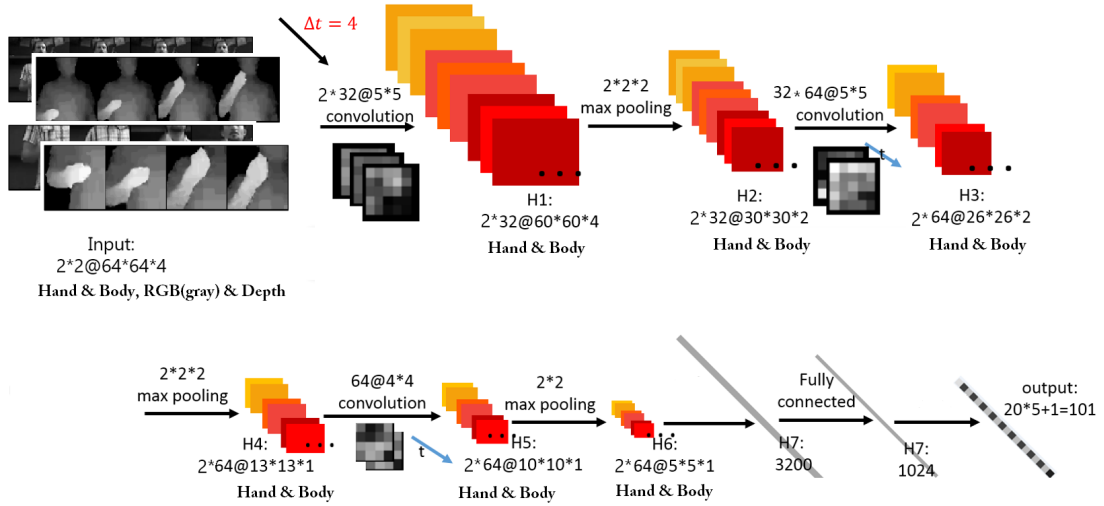 Δt = 4
2*32@5*5
convolution
2*2*2
max pooling
32* 64@5*5
convolution
t
H1:
2*32@60*60*4
Hand & Body
H2:
2*32@30*30*2
Hand & Body
H3:
2*64@26*26*2
Hand & Body
Input:
2*2@64*64*4
Hand & Body, RGB(gray) & Depth
2*2*2
max pooling
64@4*4
convolution
t
2*2
max pooling
Fully
connected
output:
20*5+1=101
H4:
2*64@13*13*1
Hand & Body
H5:
2*64@10*10*1
Hand & Body
H6:
2*64@5*5*1
Hand & Body
H7:
3200
H7:
1024